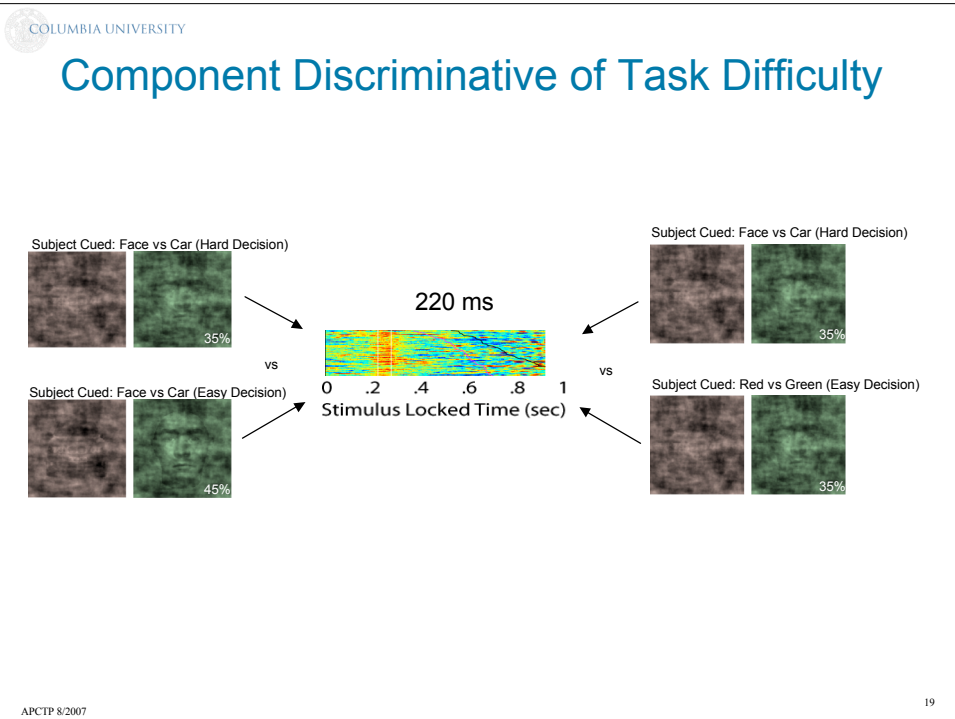 COLUMBIA UNIVERSITY
Component Discriminative of Task Difficulty
Subject Cued: Face vs Car (Hard Decision)
35%
vs
Subject Cued: Face vs Car (Easy Decision)
45%
220 ms
0 .2 .4 .6 .8 1
Stimulus Locked Time (sec)
Subject Cued: Face vs Car (Hard Decision)
35%
vs
Subject Cued: Red vs Green (Easy Decision)
35%
APCTP 8/2007
19